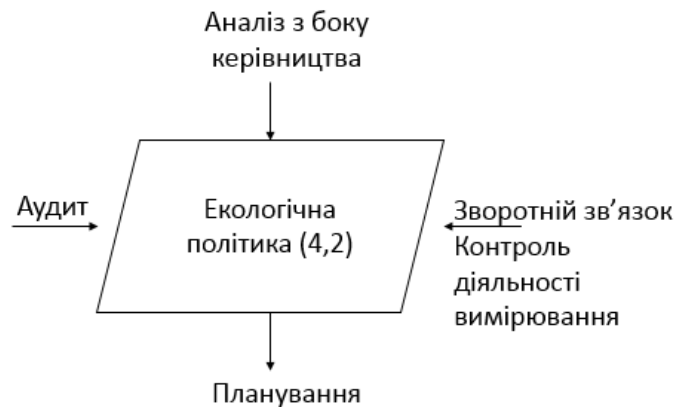 Аналіз з боку
керівництва
Аудит
Екологічна
політика (4,2)
Зворотній зв’язок
Контроль
діяльності
вимірювання
Планування